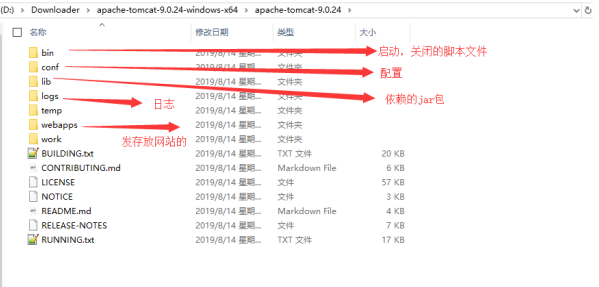 (D:) › Downloader › apache-tomcat-9.0.24-windows-x64 › apache-tomcat-9.0.24 ›
名称 修改日期 类型 大小
bin 2019/8/14 星期... 文件夹 启动，关闭的脚本文件
conf 2019/8/14 星期... 文件夹 配置
lib 2019/8/14 星期... 文件夹
logs 日志 2019/8/14 星期... 文件夹 依赖的jar包
temp 2019/8/14 星期... 文件夹
webapps 2019/8/14 星期... 文件夹
work 发存放网站的 2019/8/14 星期... 文件夹
BUILDING.txt 2019/8/14 星期... TXT 文件 20 KB
CONTRIBUTING.md 2019/8/14 星期... Markdown File 6 KB
LICENSE 2019/8/14 星期... 文件 57 KB
NOTICE 2019/8/14 星期... 文件 3 KB
README.md 2019/8/14 星期... Markdown File 4 KB
RELEASE-NOTES 2019/8/14 星期... 文件 7 KB
RUNNING.txt 2019/8/14 星期... TXT 文件 17 KB